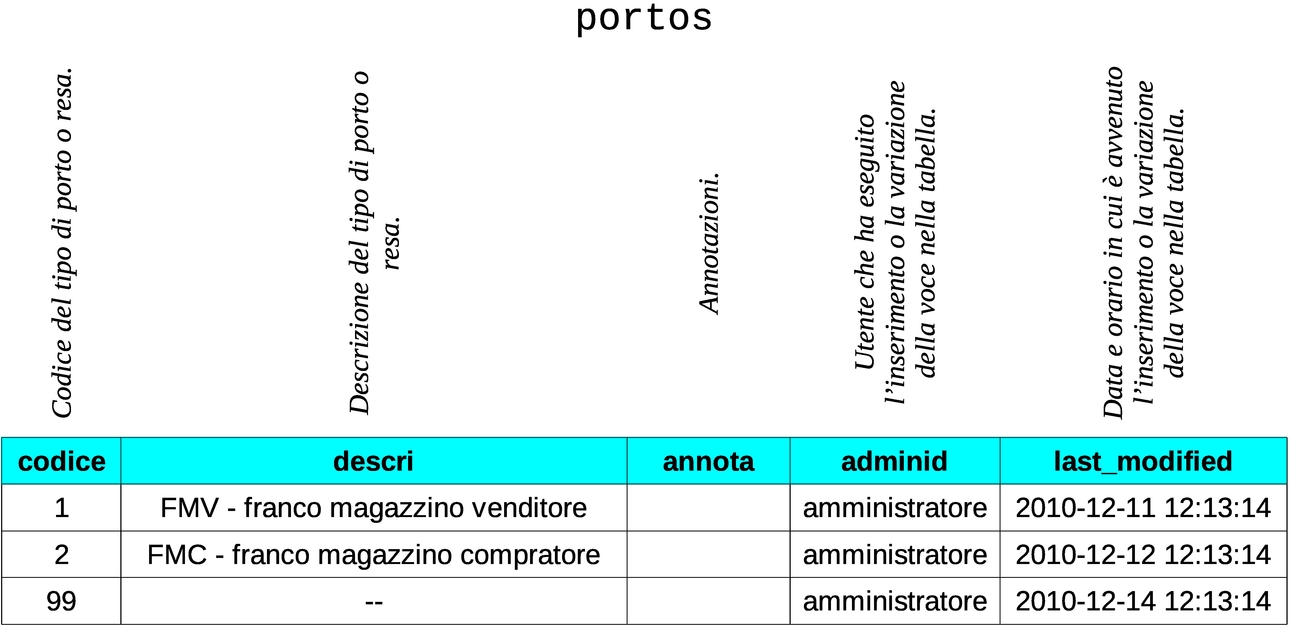 portos
Codice del tipo di porto o resa.
Descrizione del tipo di porto o
resa.
Annotazioni.
Utente che ha eseguito
l’inserimento o la variazione
della voce nella tabella.
Data e orario in cui è avvenuto
l’inserimento o la variazione
della voce nella tabella.
codice descri annota adminid last_modified
1 FMV - franco magazzino venditore amministratore 2010-12-11 12:13:14
2 FMC - franco magazzino compratore amministratore 2010-12-12 12:13:14
99 -- amministratore 2010-12-14 12:13:14